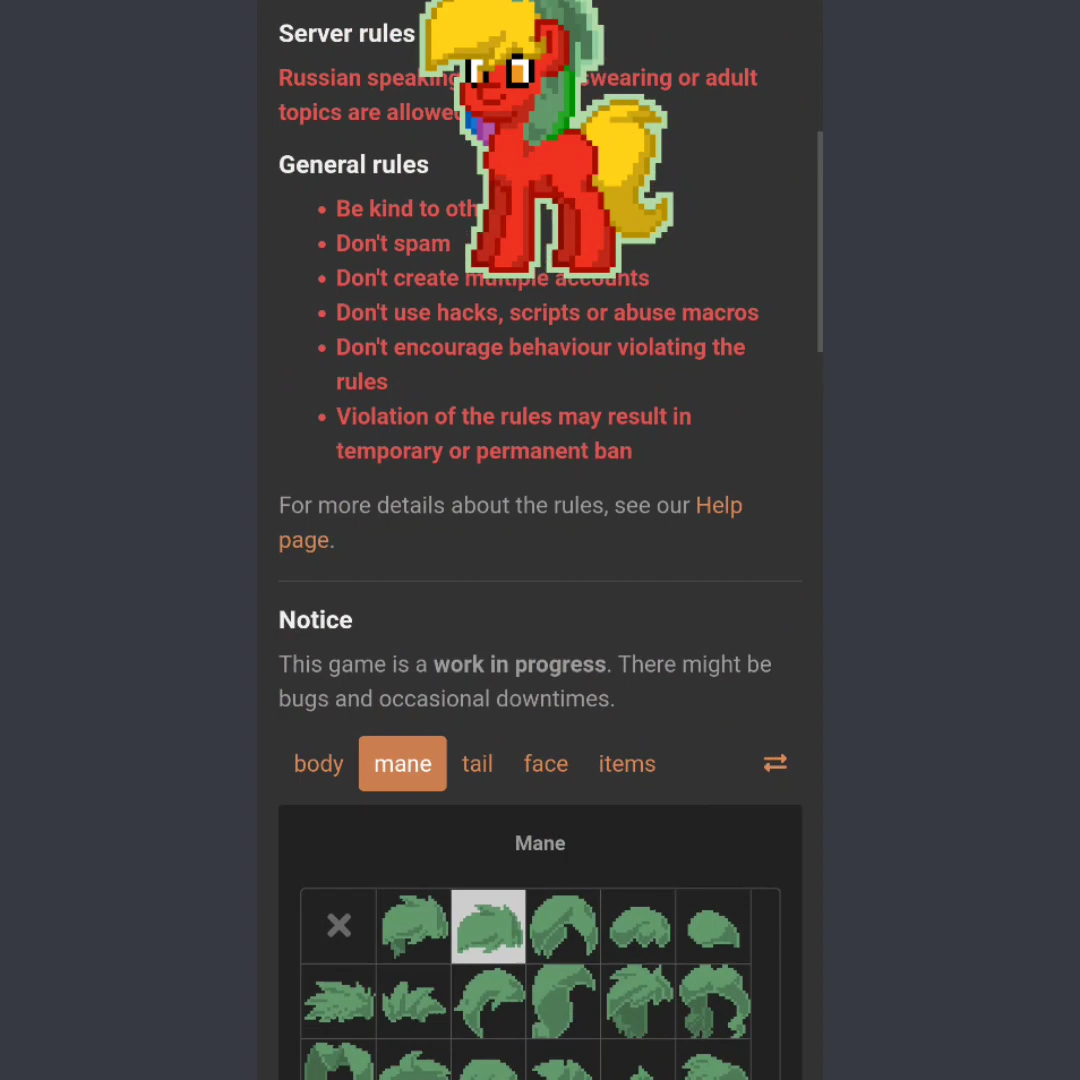 Server rules
Russian speaking swearing or adult
topics are allowed
General rules
Be kind to
Don't spam
Don't create multiple accounts
Don't use hacks, scripts or abuse macros
Don't encourage behaviour violating the
rules
Violation of the rules may result in
temporary or permanent ban
For more details about the rules, see our Help
page.
Notice
This game is a work in progress. There might be
bugs and occasional downtimes.
body mane tail face items
Mane